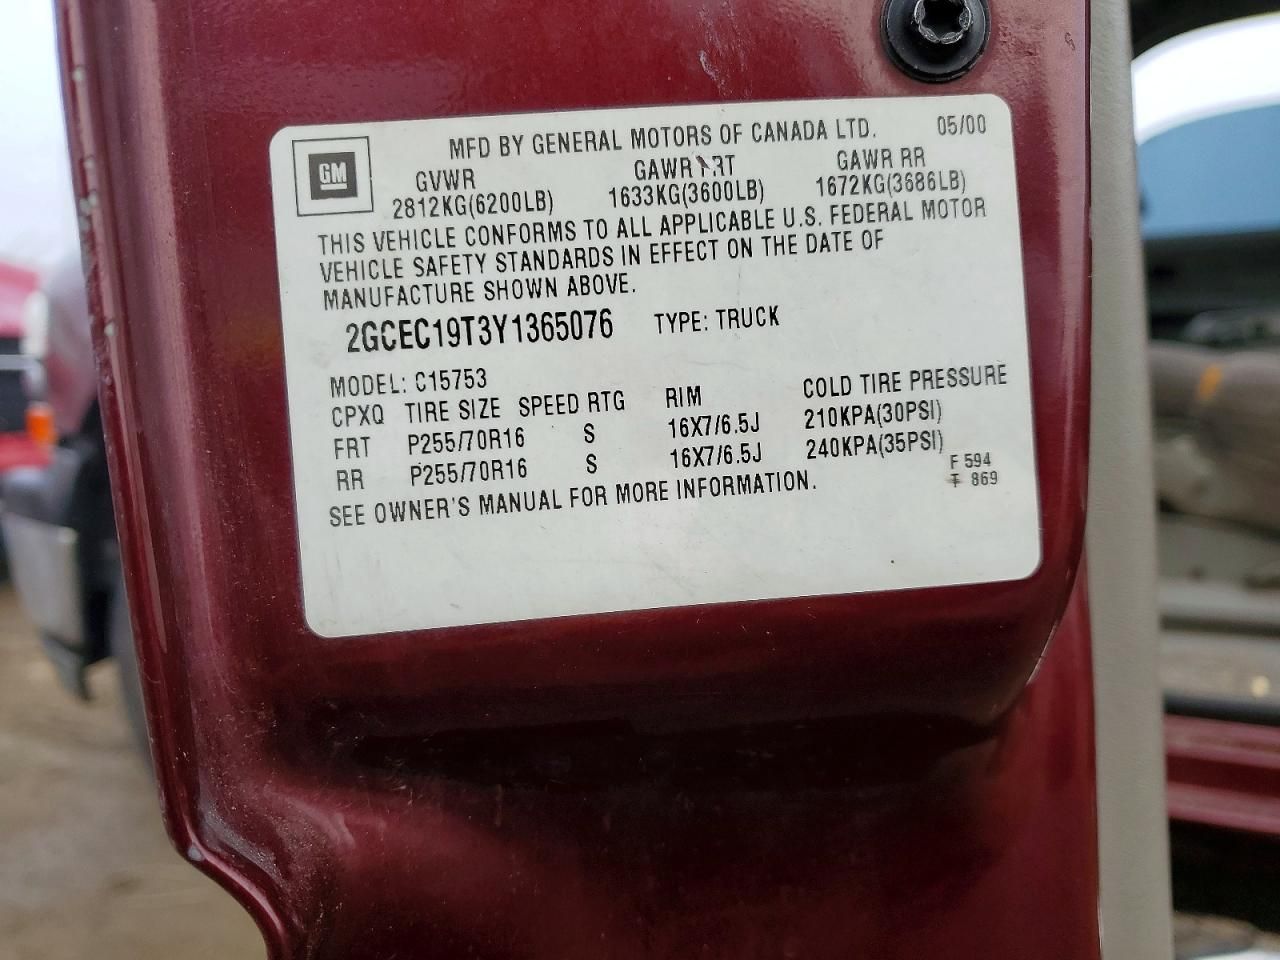 MFD BY GENERAL MOTORS OF CANADA LTD. 05/00
GM
GVWR GAWR FRT GAWR RR
2812KG(6200LB) 1633KG(3600LB) 1672KG(3686LB)
THIS VEHICLE CONFORMS TO ALL APPLICABLE U.S. FEDERAL MOTOR
VEHICLE SAFETY STANDARDS IN EFFECT ON THE DATE OF
MANUFACTURE SHOWN ABOVE.
2GCEC19T3Y1365076 TYPE: TRUCK
MODEL: C15753
CPXQ TIRE SIZE SPEED RTG RIM COLD TIRE PRESSURE
FRT P255/70R16 S 16X7/6.5J 210KPA(30PSI)
RR P255/70R16 S 16X7/6.5J 240KPA(35PSI)
SEE OWNER'S MANUAL FOR MORE INFORMATION.
F 594
T 869